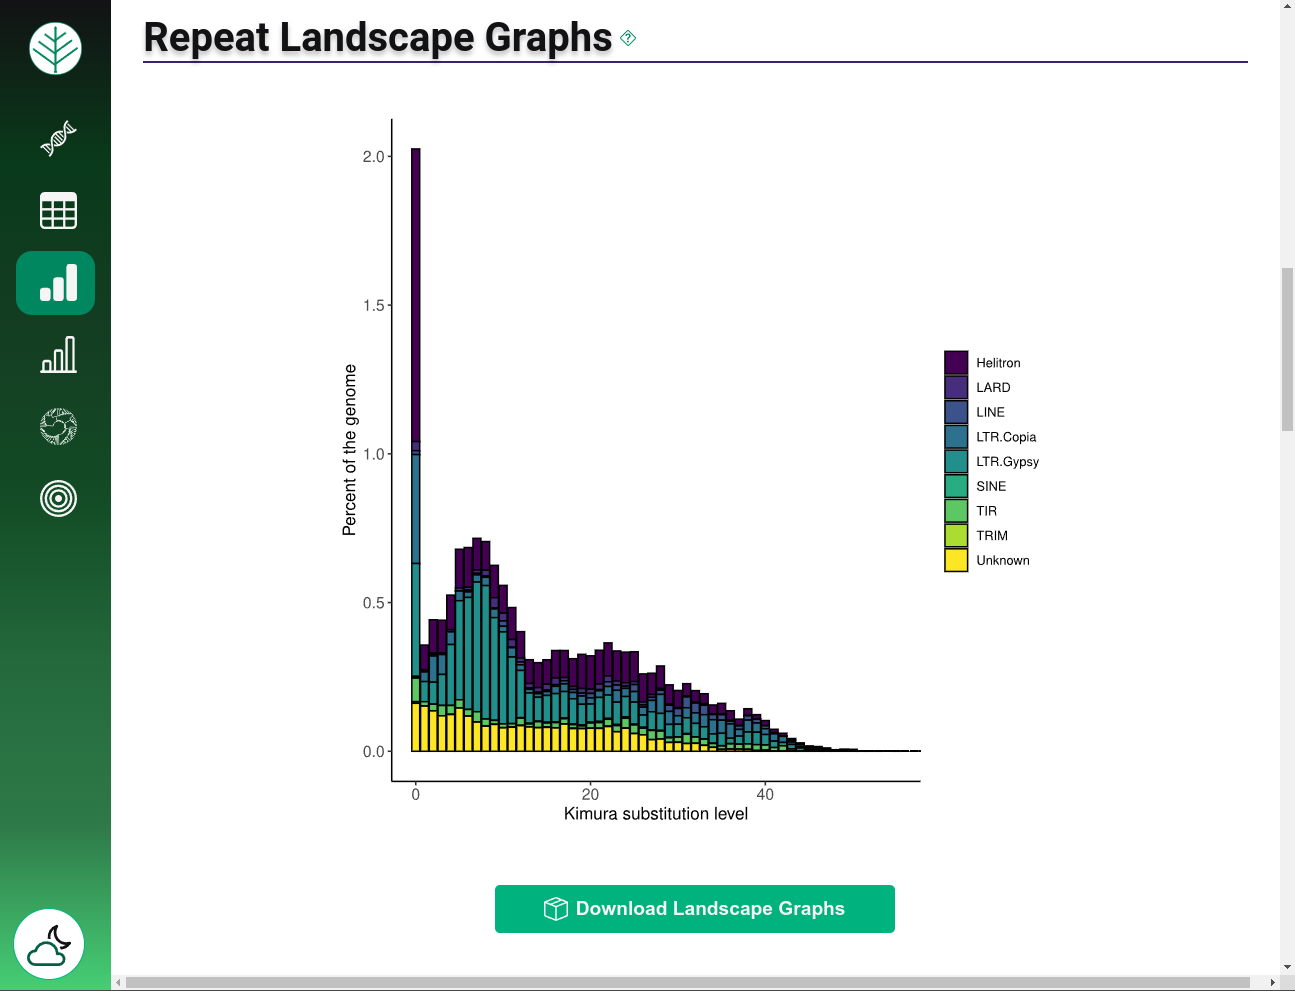 Repeat Landscape Graphs
2.0
1.5
1.0
0.5
0.0
Percent of the genome
0 20 40
Kimura substitution level
Helitron
LARD
LINE
LTR.Copia
LTR.Gypsy
SINE
TIR
TRIM
Unknown
Download Landscape Graphs